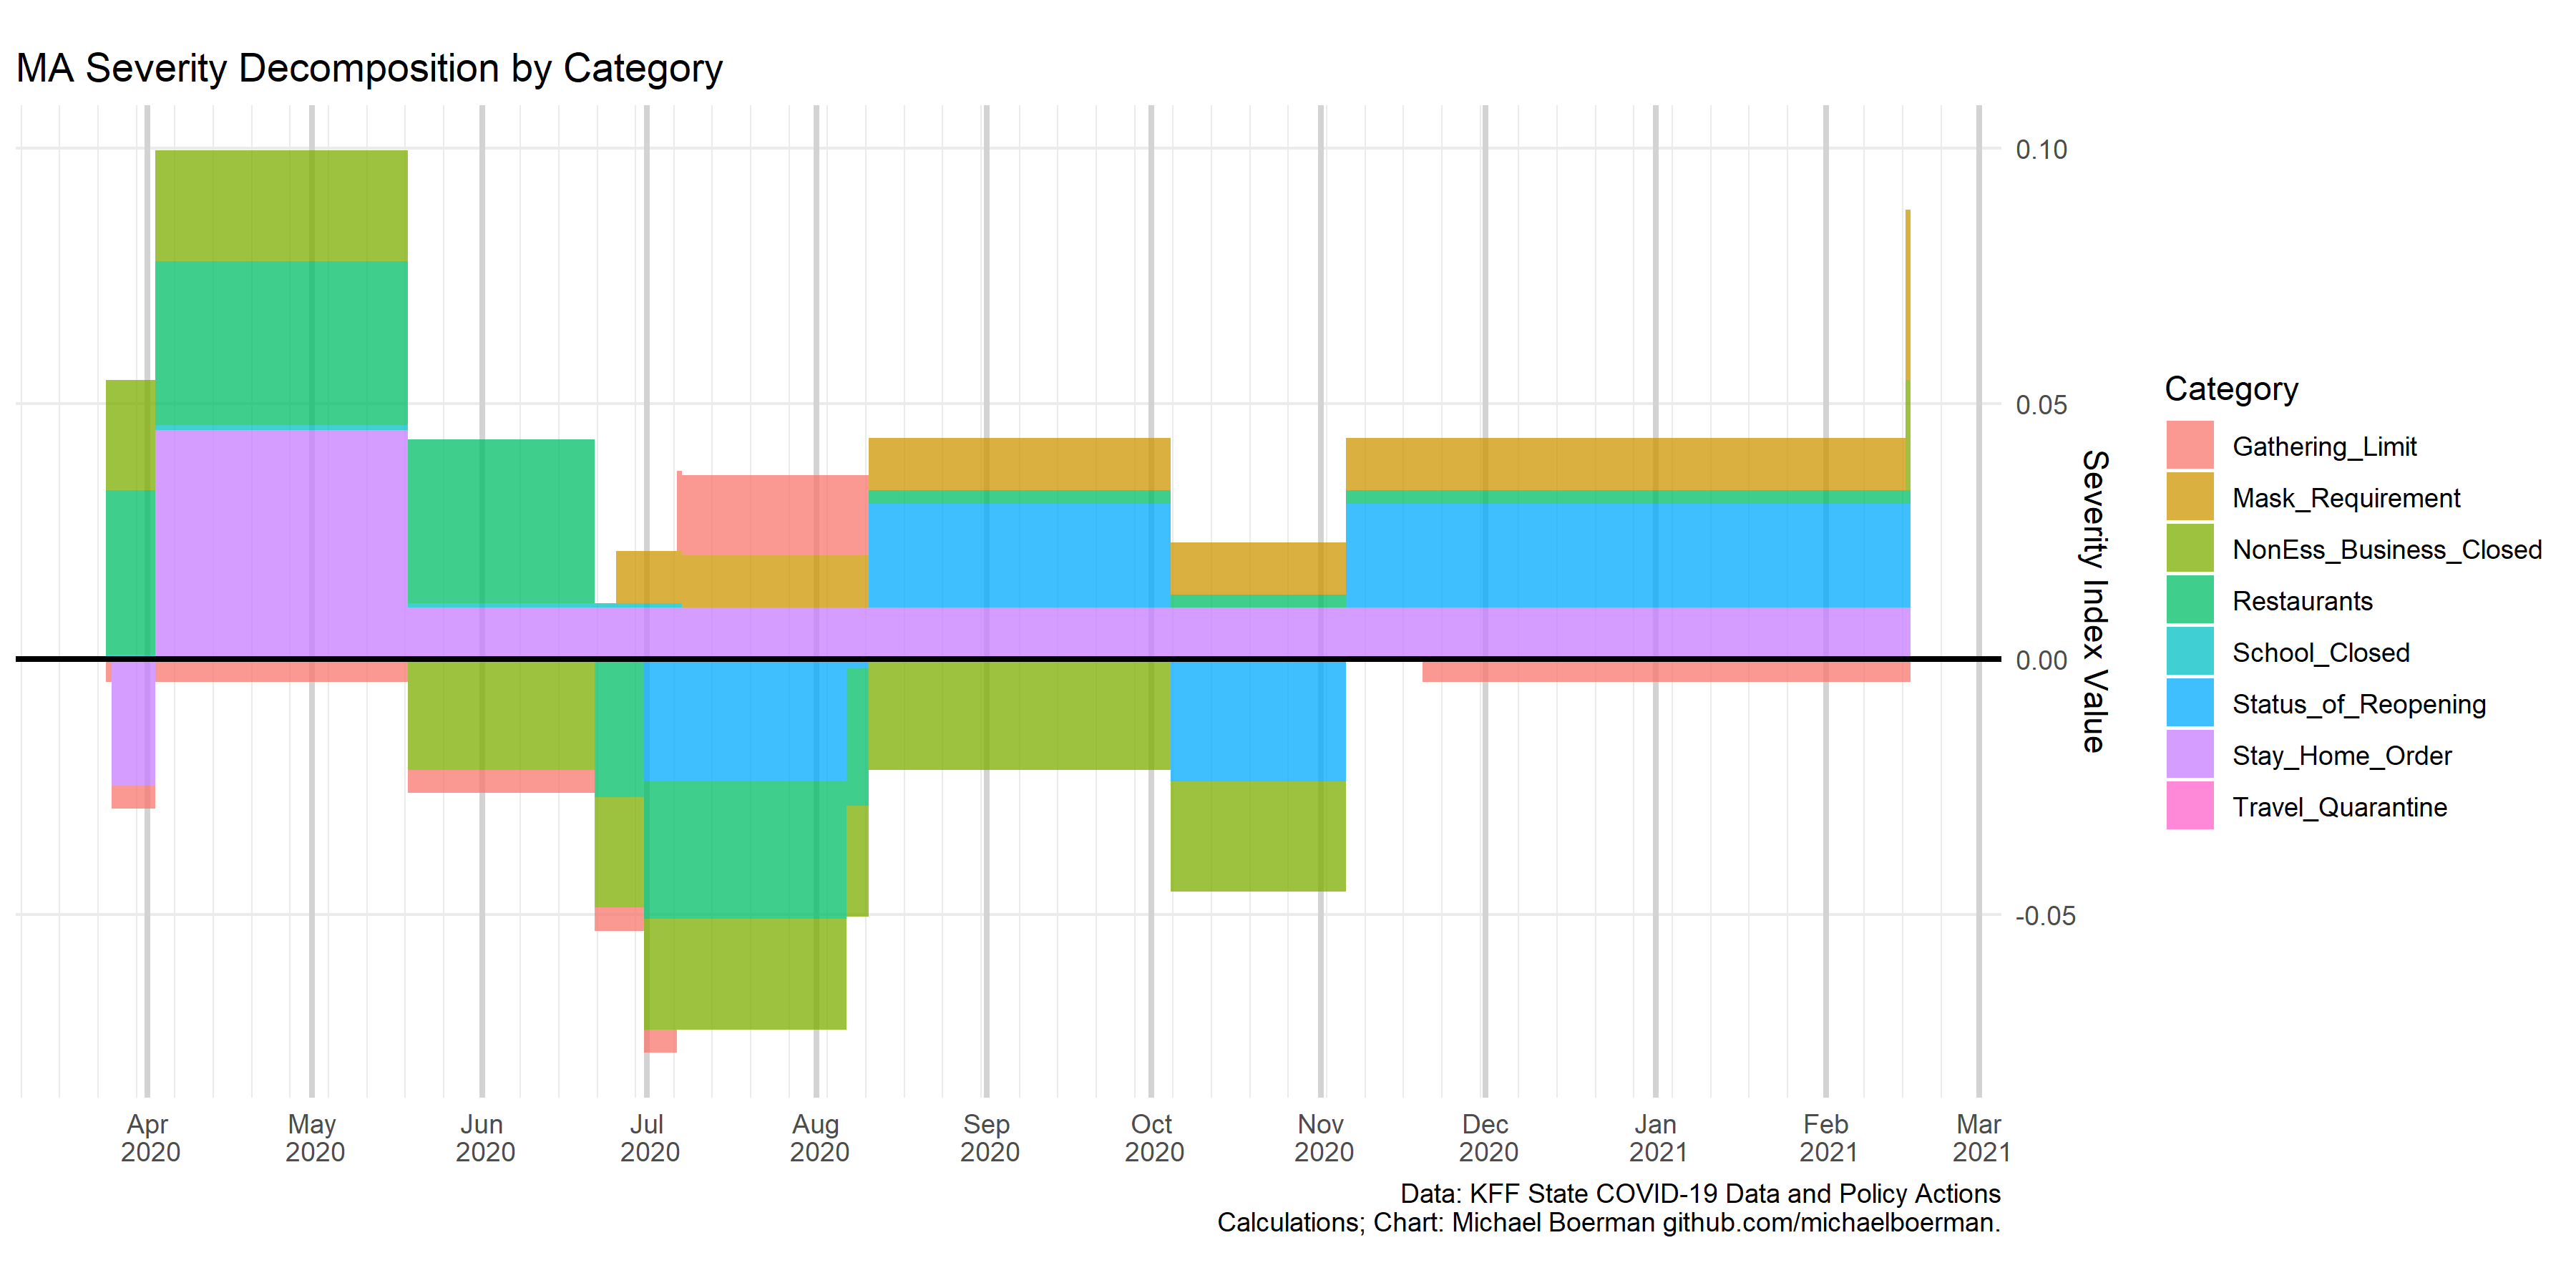 MA Severity Decomposition by Category
0.10
0.05
0.00
-0.05
Severity Index Value
Category
Gathering_Limit
Mask_Requirement
NonEss_Business_Closed
Restaurants
School_Closed
Status_of_Reopening
Stay_Home_Order
Travel_Quarantine
Apr May Jun Jul Aug Sep Oct Nov Dec Jan Feb Mar
2020 2020 2020 2020 2020 2020 2020 2020 2020 2021 2021 2021
Data: KFF State COVID-19 Data and Policy Actions
Calculations; Chart: Michael Boerman github.com/michaelboerman.